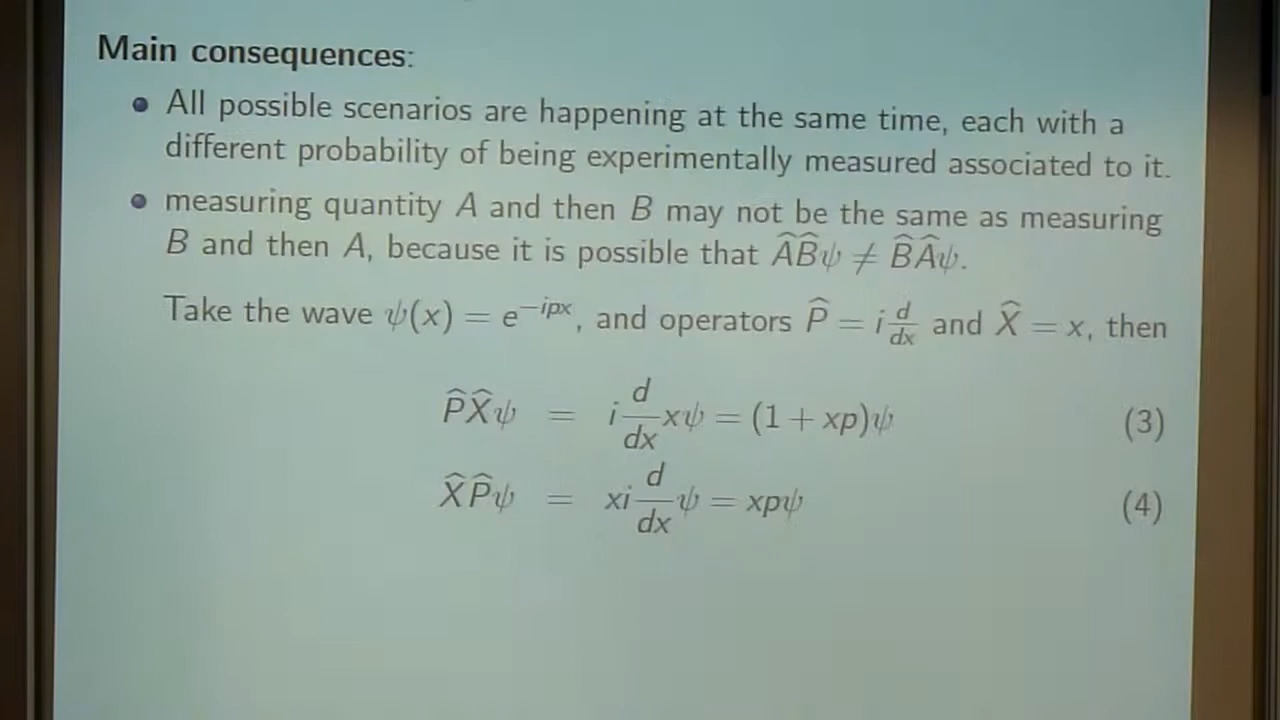 Main consequences:
• All possible scenarios are happening at the same time, each with a
different probability of being experimentally measured associated to it.
• measuring quantity A and then B may not be the same as measuring
B and then A, because it is possible that ÂB̂ψ ≠ B̂Âψ.
Take the wave ψ(x) = e^{−ipx}, and operators P̂ = i d/dx and X̂ = x, then
P̂X̂ψ = i d/dx xψ = (1 + xp)ψ (3)
X̂P̂ψ = xi d/dx ψ = xpψ (4)